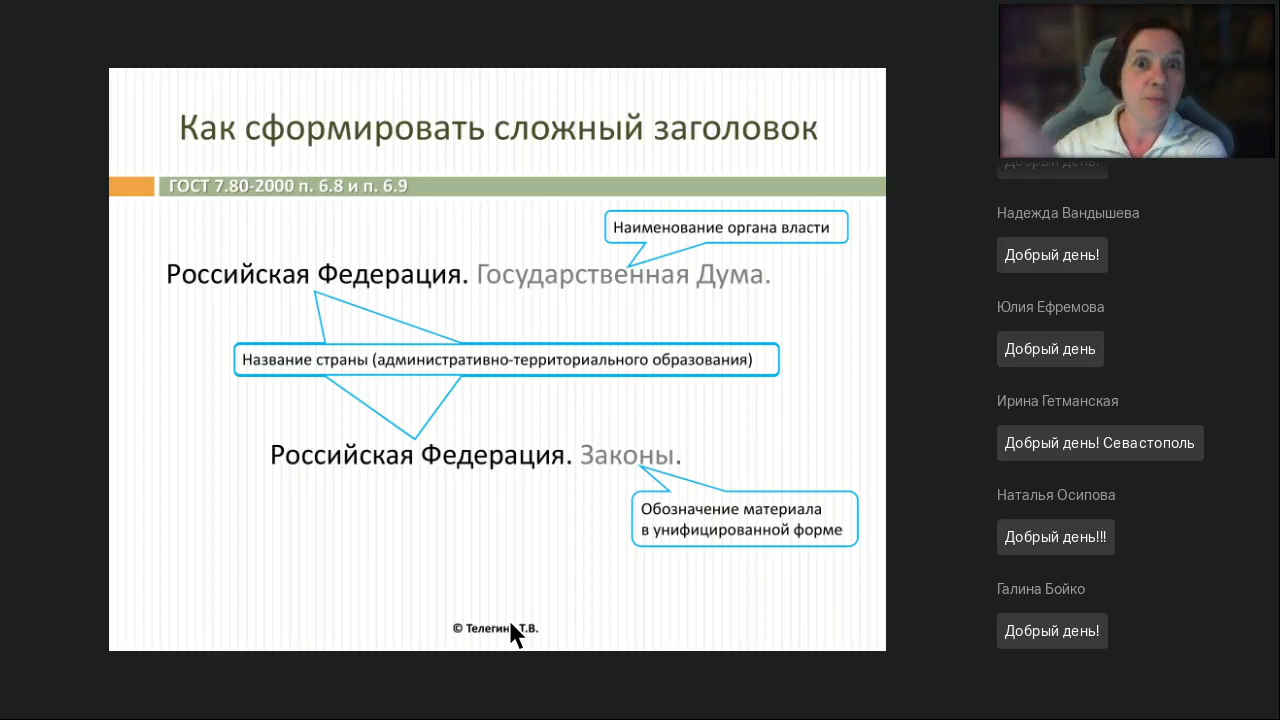 Как сформировать сложный заголовок
ГОСТ 7.80-2000 п. 6.8 и п. 6.9
Наименование органа власти
Российская Федерация. Государственная Дума.
Название страны (административно-территориального образования)
Российская Федерация. Законы.
Обозначение материала
в унифицированной форме
© Телегин Т.В.
Добрый день!
Надежда Вандышева
Добрый день!
Юлия Ефремова
Добрый день
Ирина Гетманская
Добрый день! Севастополь
Наталья Осипова
Добрый день!!!
Галина Бойко
Добрый день!